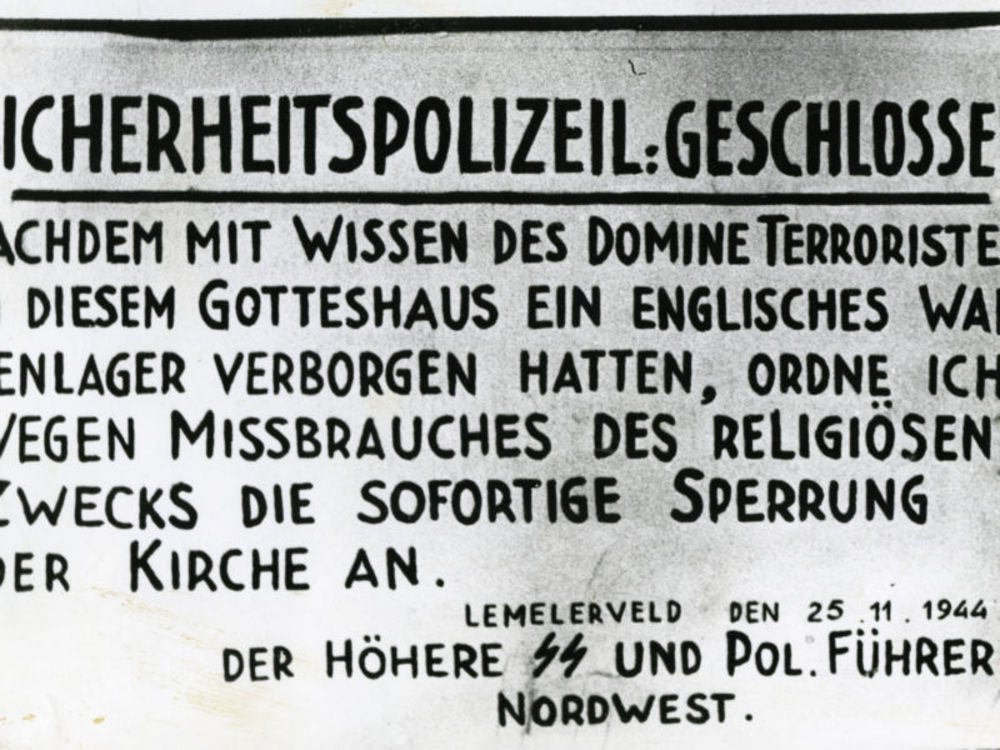 ICHERHEITSPOLIZEIL: GESCHLOSSE
ACHDEM MIT WISSEN DES DOMINE TERRORISTE
DIESEM GOTTESHAUS EIN ENGLISCHES WA
ENLAGER VERBORGEN HATTEN, ORDNE ICH
WEGEN MISSBRAUCHES DES RELIGIÖSEN
ZWECKS DIE SOFORTIGE SPERRUNG
DER KIRCHE AN.
LEMELERVELD DEN 25.11.1944
DER HÖHERE SS UND POL. FÜHRER
NORDWEST.